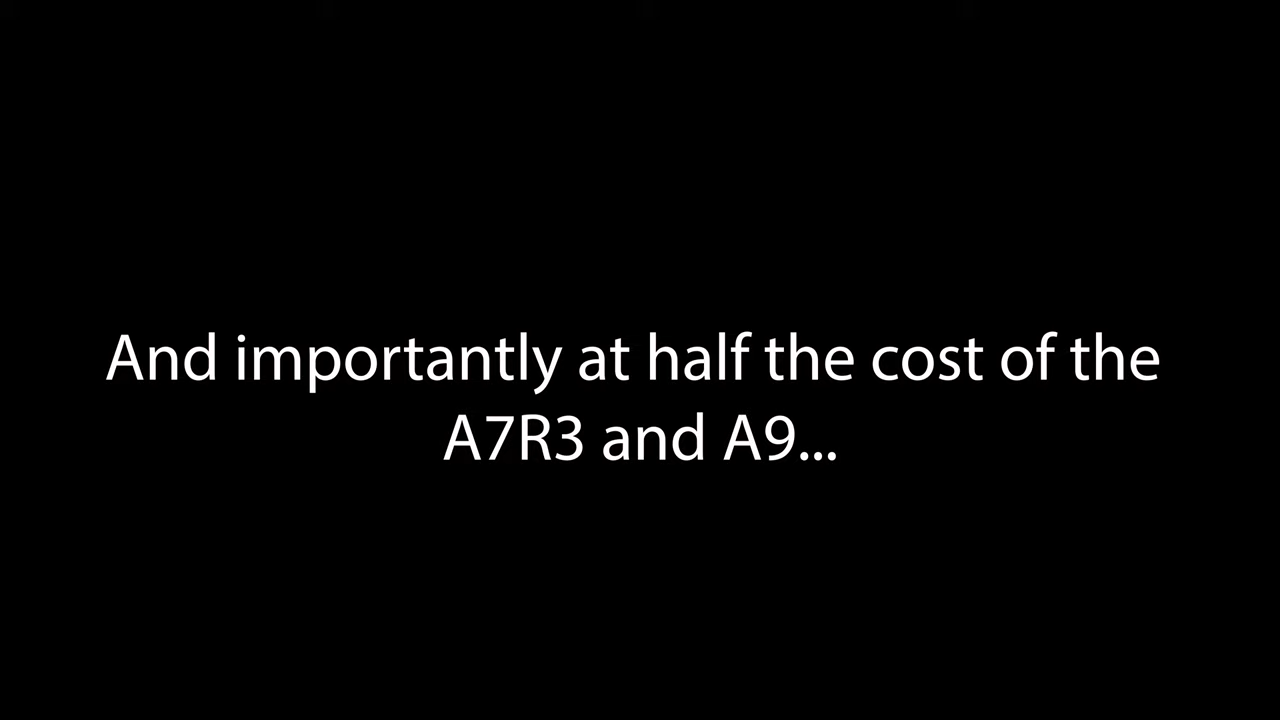 And importantly at half the cost of the
A7R3 and A9...